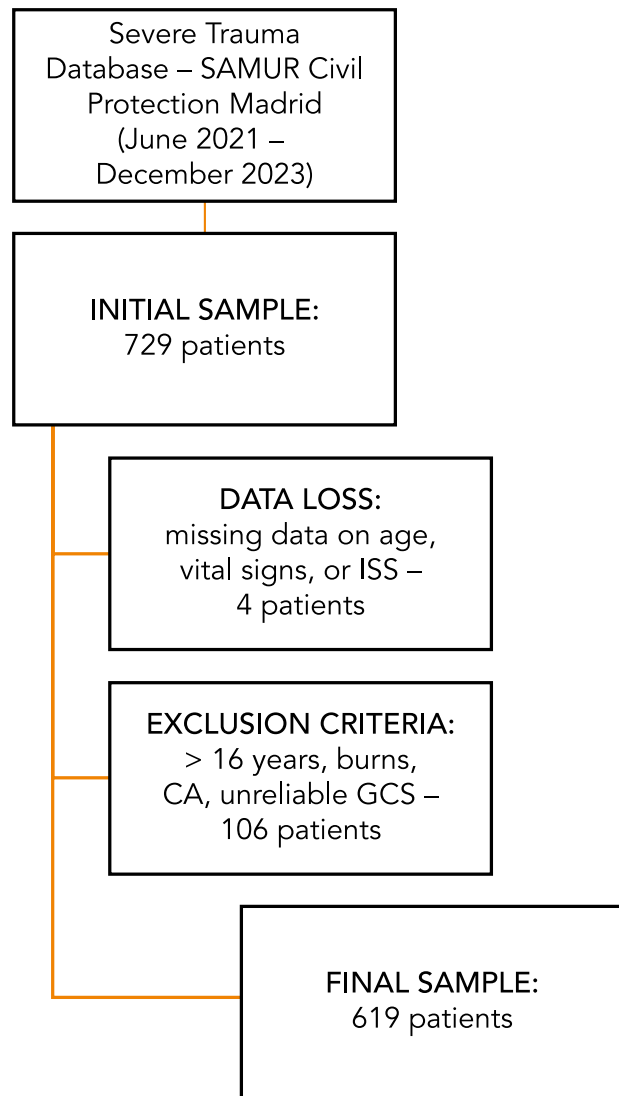 Severe Trauma
Database – SAMUR Civil
Protection Madrid
(June 2021 –
December 2023)
INITIAL SAMPLE:
729 patients
DATA LOSS:
missing data on age,
vital signs, or ISS –
4 patients
EXCLUSION CRITERIA:
> 16 years, burns,
CA, unreliable GCS –
106 patients
FINAL SAMPLE:
619 patients